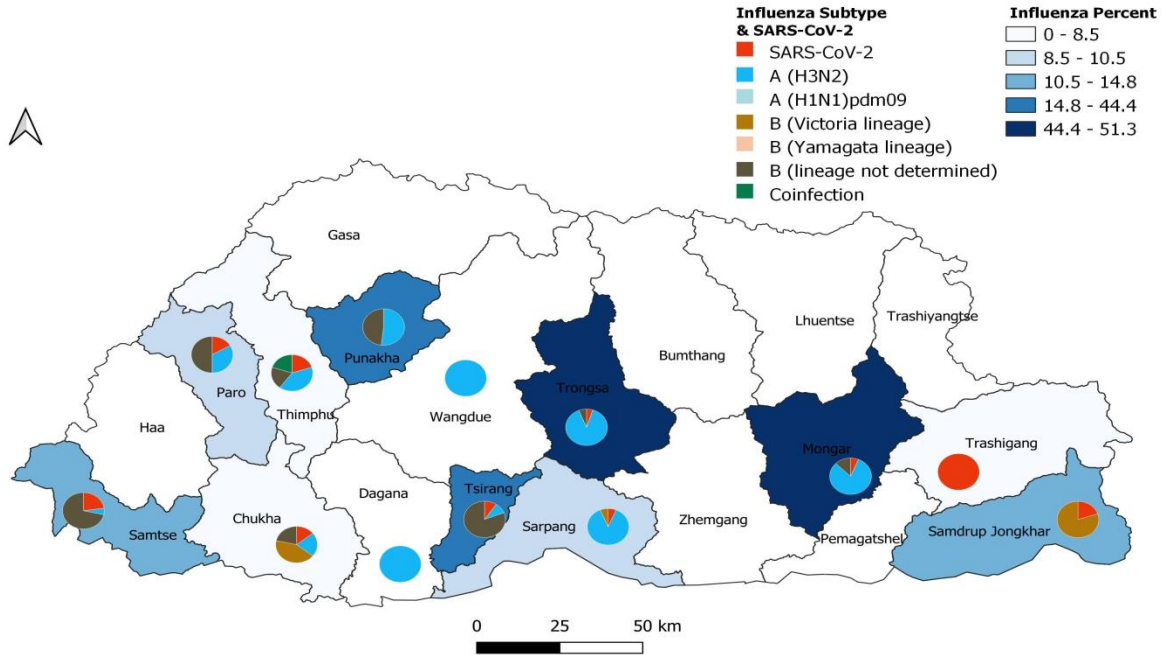 Influenza Subtype
& SARS-CoV-2
SARS-CoV-2
A (H3N2)
A (H1N1)pdm09
B (Victoria lineage)
B (Yamagata lineage)
B (lineage not determined)
Coinfection
Influenza Percent
0 - 8.5
8.5 - 10.5
10.5 - 14.8
14.8 - 44.4
44.4 - 51.3
Gasa
Punakha
Paro
Thimphu
Haa
Wangdue
Trongsa
Bumthang
Lhuentse
Trashiyangtse
Mongar
Trashigang
Samtse
Chukha
Dagana
Tsirang
Sarpang
Zhemgang
Pemagatshel
Samdrup Jongkhar
0 25 50 km